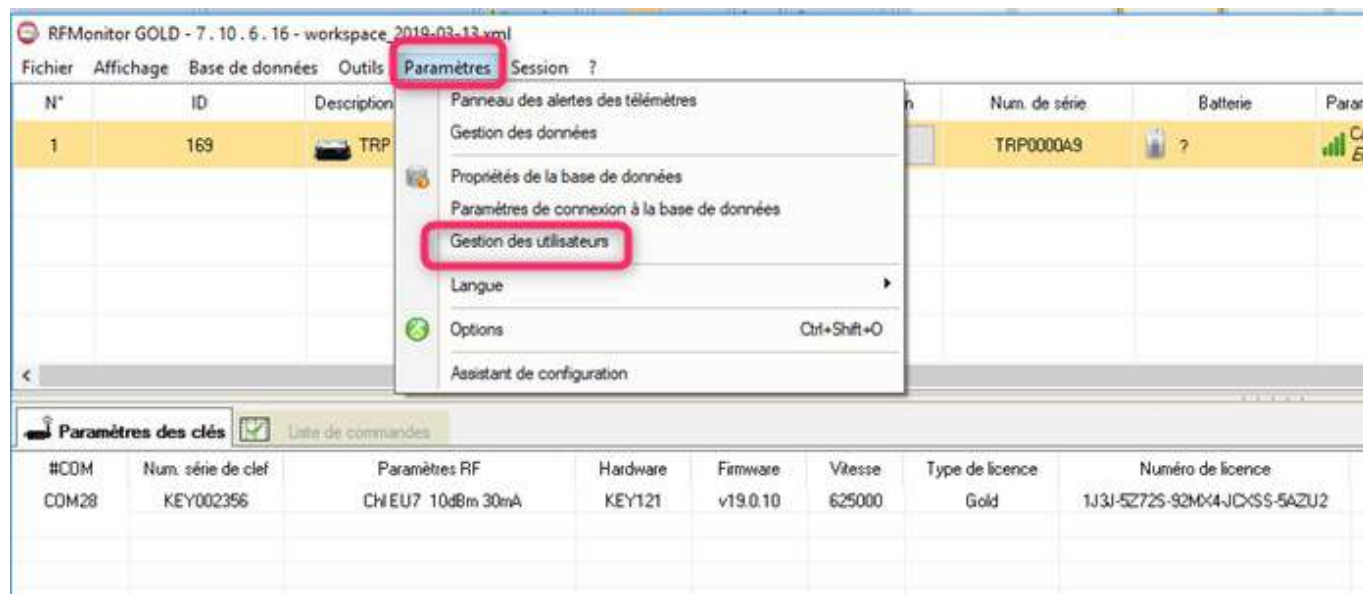 RFMonitor GOLD - 7 . 10 . 6 . 16 - workspace_2019-03-13.xml
Fichier Affichage Base de données Outils Paramètres Session ?
N° ID Description Num. de série Batterie
1 169 TRP TRP0000A9 ?
Panneau des alertes des télémètres
Gestion des données
Propriétés de la base de données
Paramètres de connexion à la base de données
Gestion des utilisateurs
Langue
Options Ctrl+Shift+O
Assistant de configuration
Paramètres des clés Liste de commandes
#COM Num. série de clef Paramètres RF Hardware Firmware Vitesse Type de licence Numéro de licence
COM28 KEY002356 Chl EU7 10dBm 30mA KEY121 v19.0.10 625000 Gold 1J3J-5Z72S-92MX4-JCXSS-5AZU2